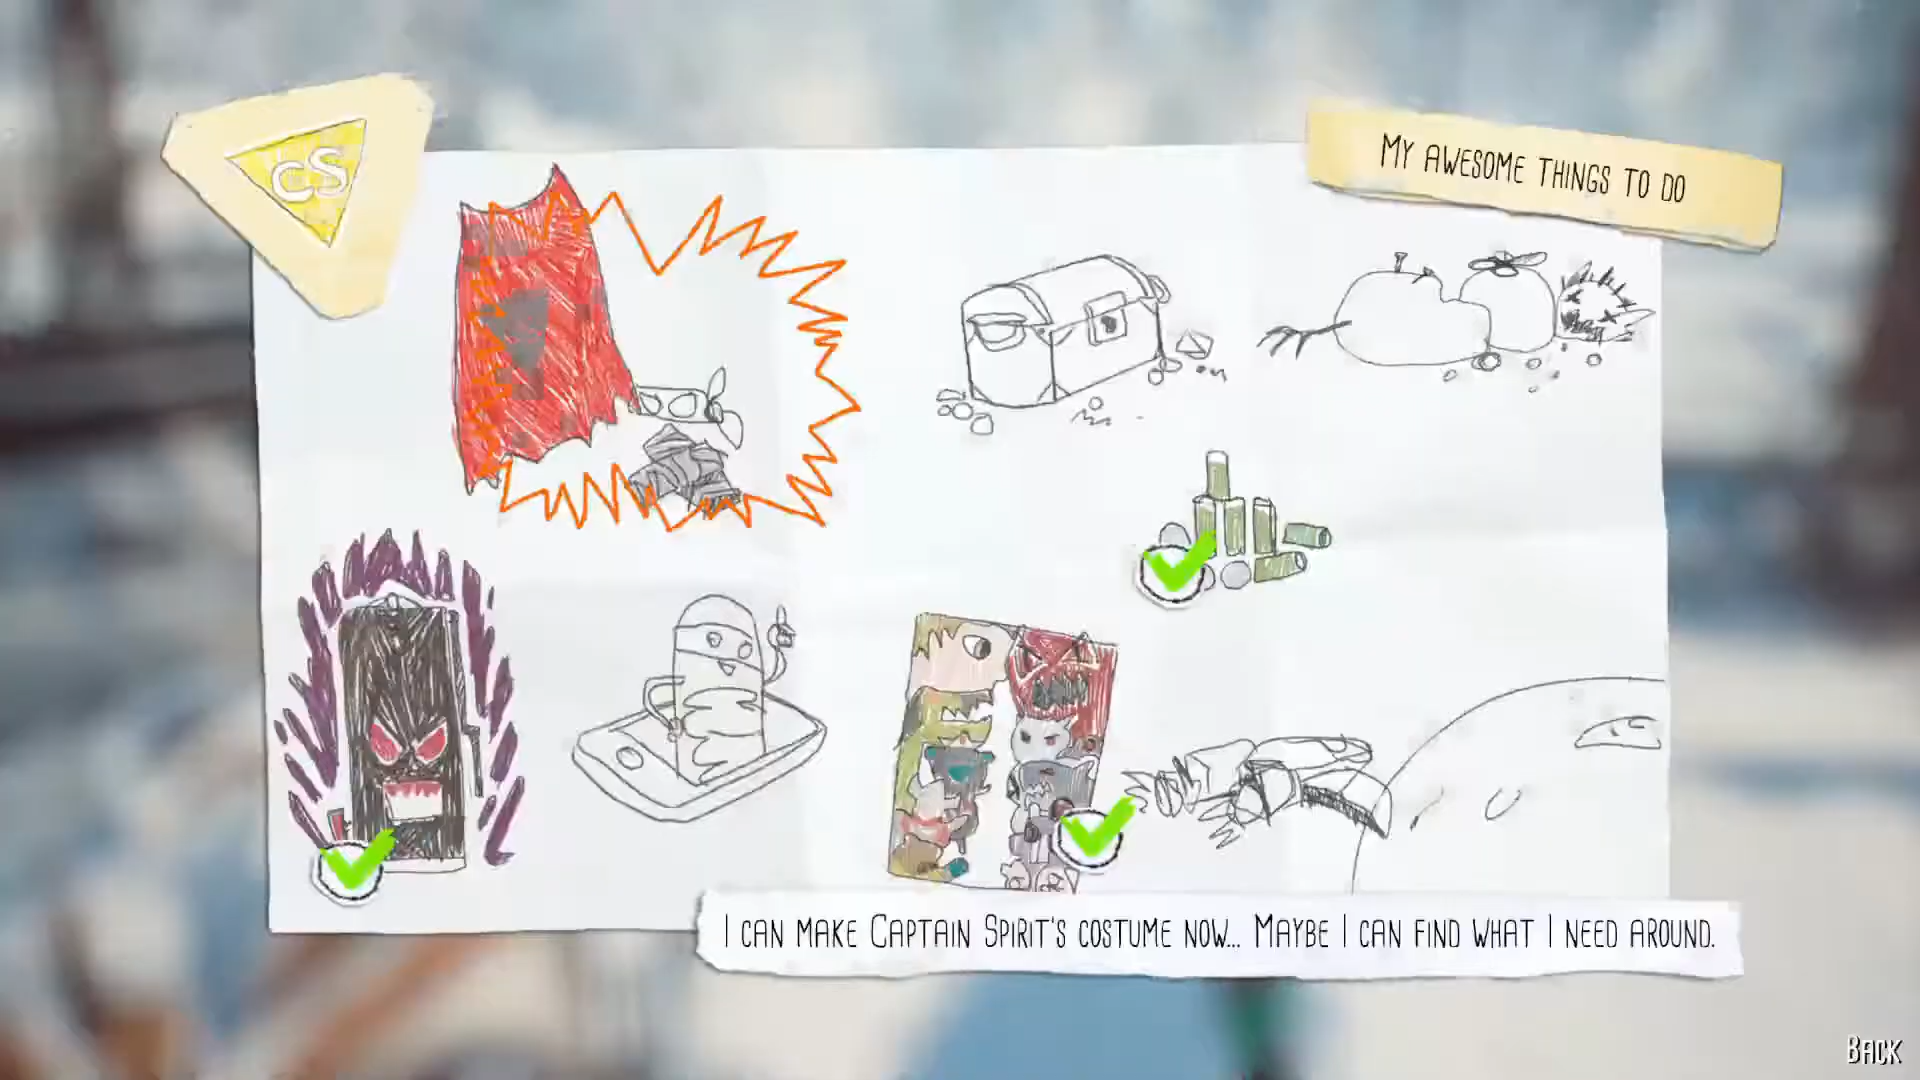 CS
MY AWESOME THINGS TO DO
I CAN MAKE CAPTAIN SPIRIT'S COSTUME NOW... MAYBE I CAN FIND WHAT I NEED AROUND.
BACK